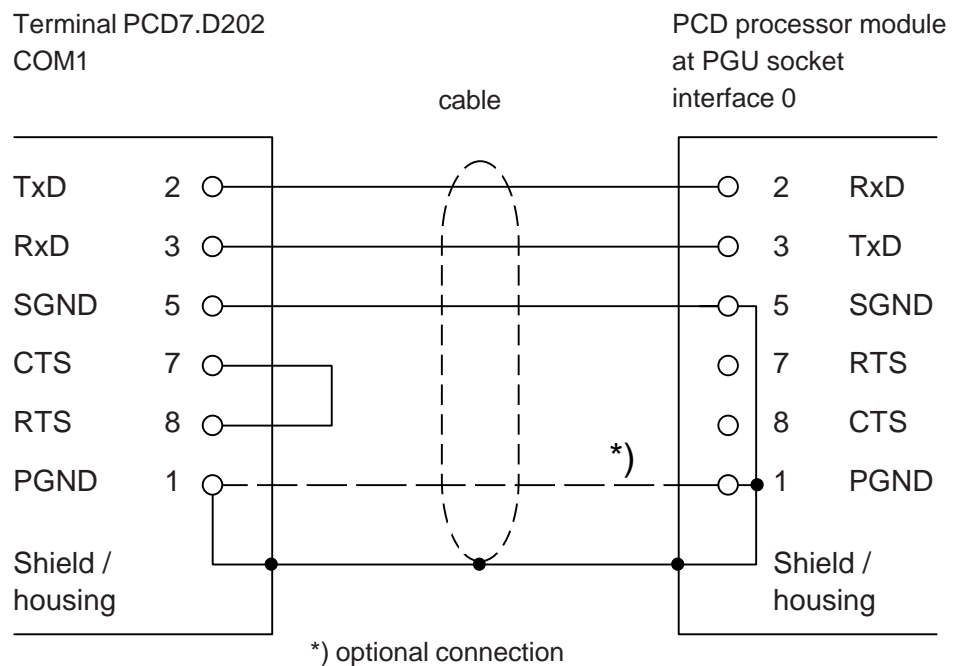 Terminal PCD7.D202
COM1
PCD processor module
at PGU socket
interface 0
cable
TxD 2 2 RxD
RxD 3 3 TxD
SGND 5 5 SGND
CTS 7 7 RTS
RTS 8 8 CTS
*)
PGND 1 1 PGND
Shield / Shield /
housing housing
*) optional connection